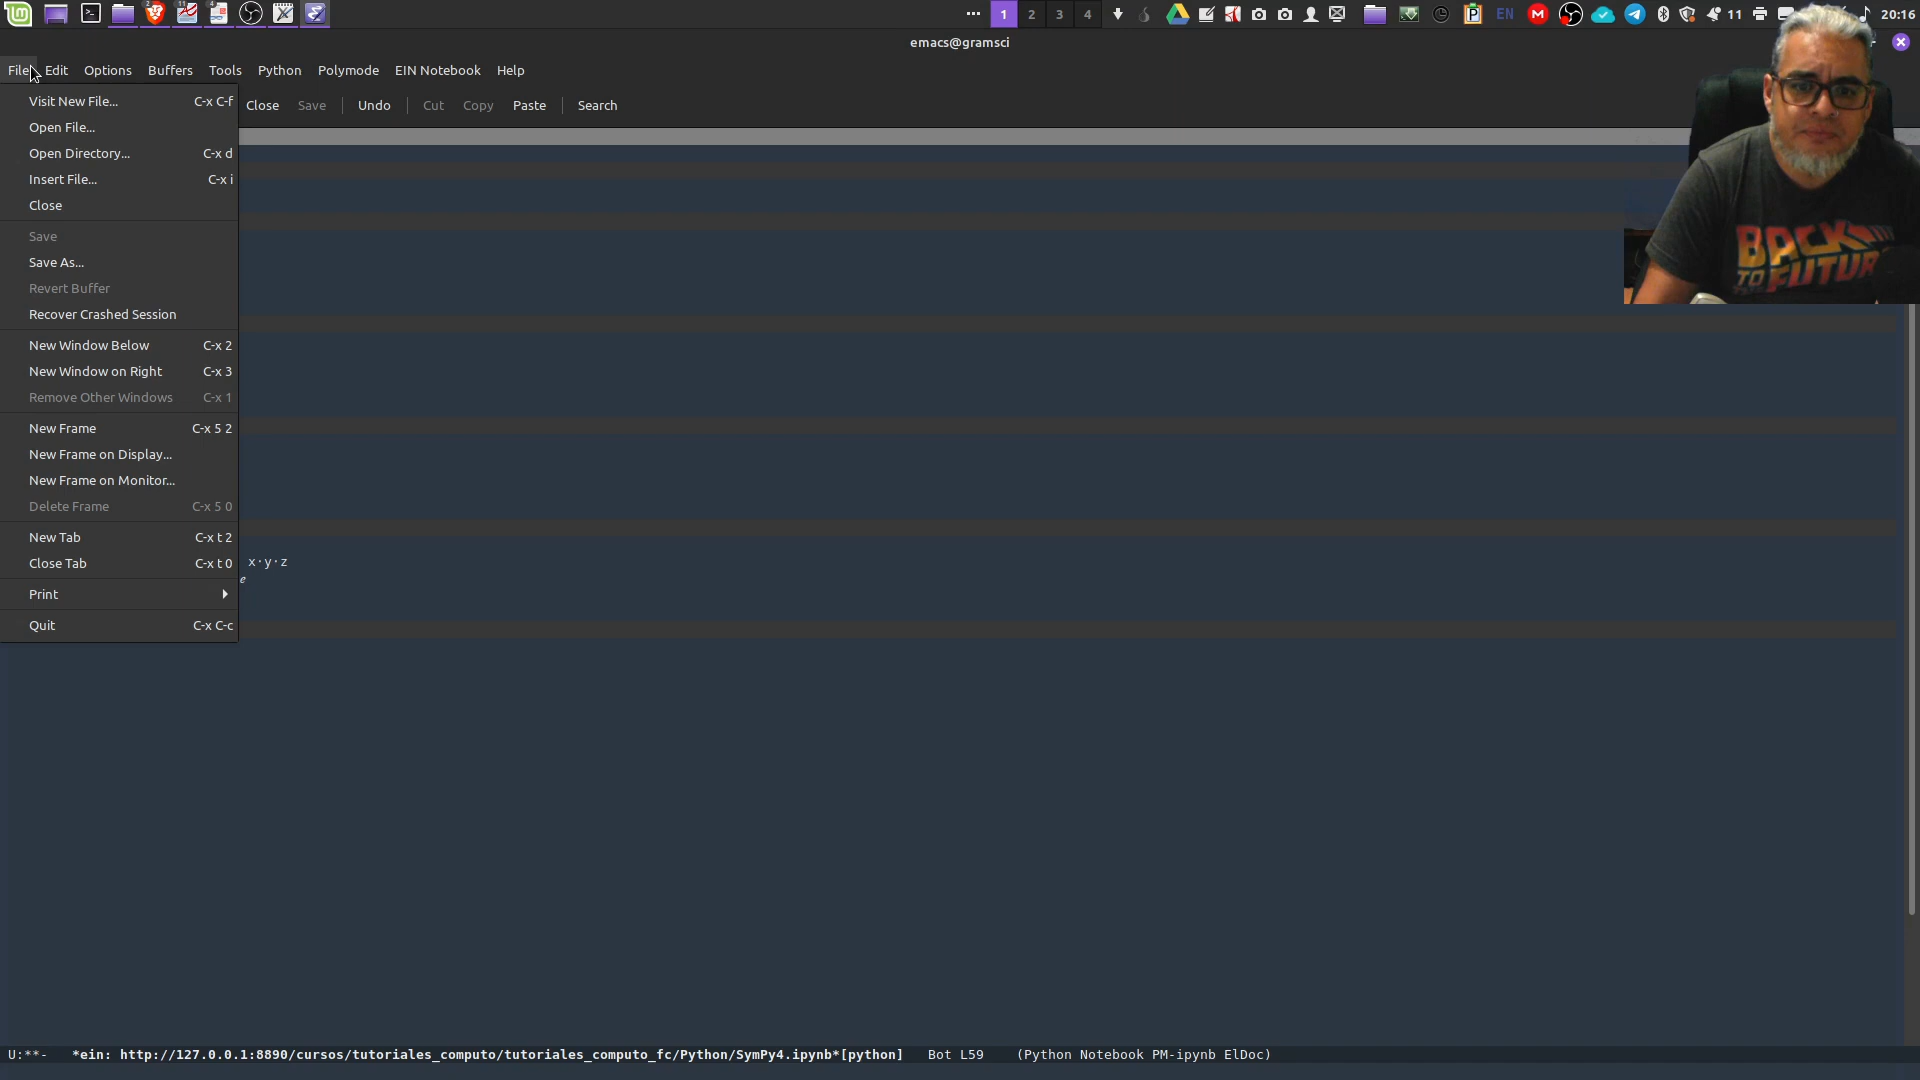 1 2 3 4 EN M 11 20:16
emacs@gramsci
File Edit Options Buffers Tools Python Polymode EIN Notebook Help
Visit New File... C-x C-f
Close Save Undo Cut Copy Paste Search
Open File...
Open Directory... C-x d
Insert File... C-x i
Close
Save
Save As...
Revert Buffer
Recover Crashed Session
New Window Below C-x 2
New Window on Right C-x 3
Remove Other Windows C-x 1
New Frame C-x 5 2
New Frame on Display...
New Frame on Monitor...
Delete Frame C-x 5 0
New Tab C-x t 2
Close Tab C-x t 0
x·y·z
e
Print
Quit C-x C-c
BACK
TO FUTUR
U:**- *ein: http://127.0.0.1:8890/cursos/tutoriales_computo/tutoriales_computo_fc/Python/SymPy4.ipynb*[python] Bot L59 (Python Notebook PM-ipynb ElDoc)